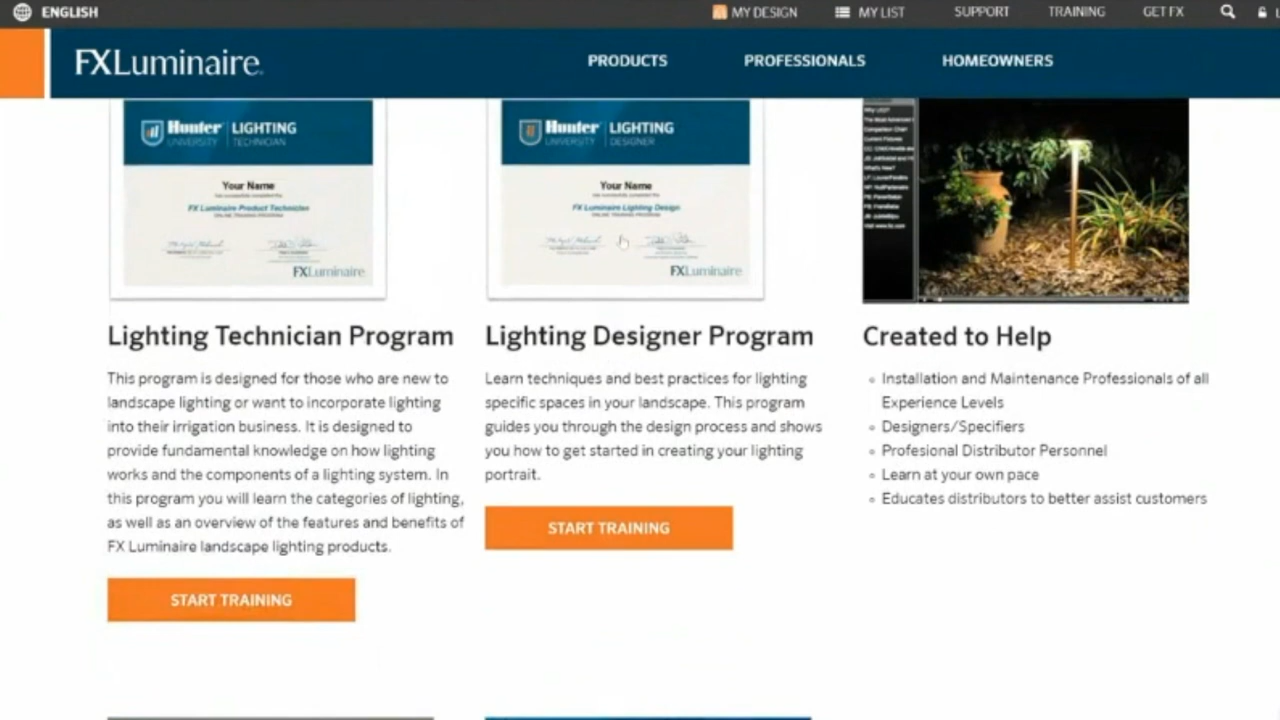 ENGLISH
MY DESIGN
MY LIST
SUPPORT
TRAINING
GET FX
FXLuminaire.
PRODUCTS
PROFESSIONALS
HOMEOWNERS
Hunter UNIVERSITY LIGHTING TECHNICIAN
Your Name
FX Luminaire Product Technician
ONLINE TRAINING PROGRAM
FXLuminaire
Hunter UNIVERSITY LIGHTING DESIGNER
Your Name
FX Luminaire Lighting Design
ONLINE TRAINING PROGRAM
FXLuminaire
Lighting Technician Program
This program is designed for those who are new to
landscape lighting or want to incorporate lighting
into their irrigation business. It is designed to
provide fundamental knowledge on how lighting
works and the components of a lighting system. In
this program you will learn the categories of lighting,
as well as an overview of the features and benefits of
FX Luminaire landscape lighting products.
START TRAINING
Lighting Designer Program
Learn techniques and best practices for lighting
specific spaces in your landscape. This program
guides you through the design process and shows
you how to get started in creating your lighting
portrait.
START TRAINING
Created to Help
Installation and Maintenance Professionals of all
Experience Levels
Designers/Specifiers
Profesional Distributor Personnel
Learn at your own pace
Educates distributors to better assist customers